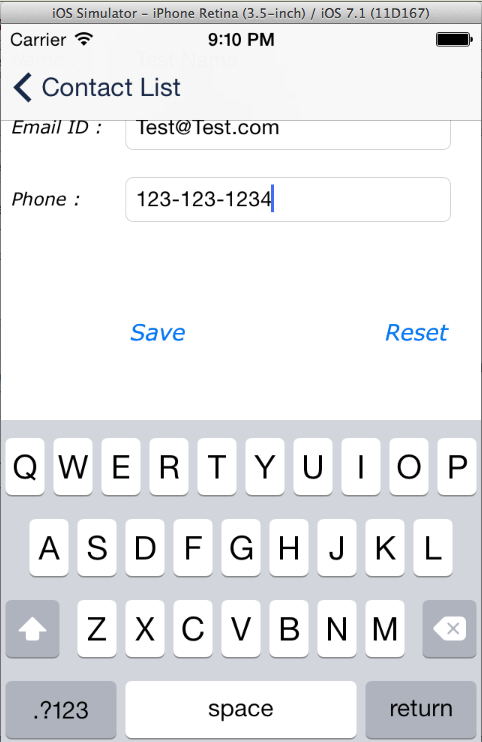 iOS Simulator - iPhone Retina (3.5-inch) / iOS 7.1 (11D167)
Carrier 9:10 PM
Contact List
Email ID : Test@Test.com
Phone : 123-123-1234
Save Reset
Q W E R T Y U I O P
A S D F G H J K L
Z X C V B N M
.?123 space return